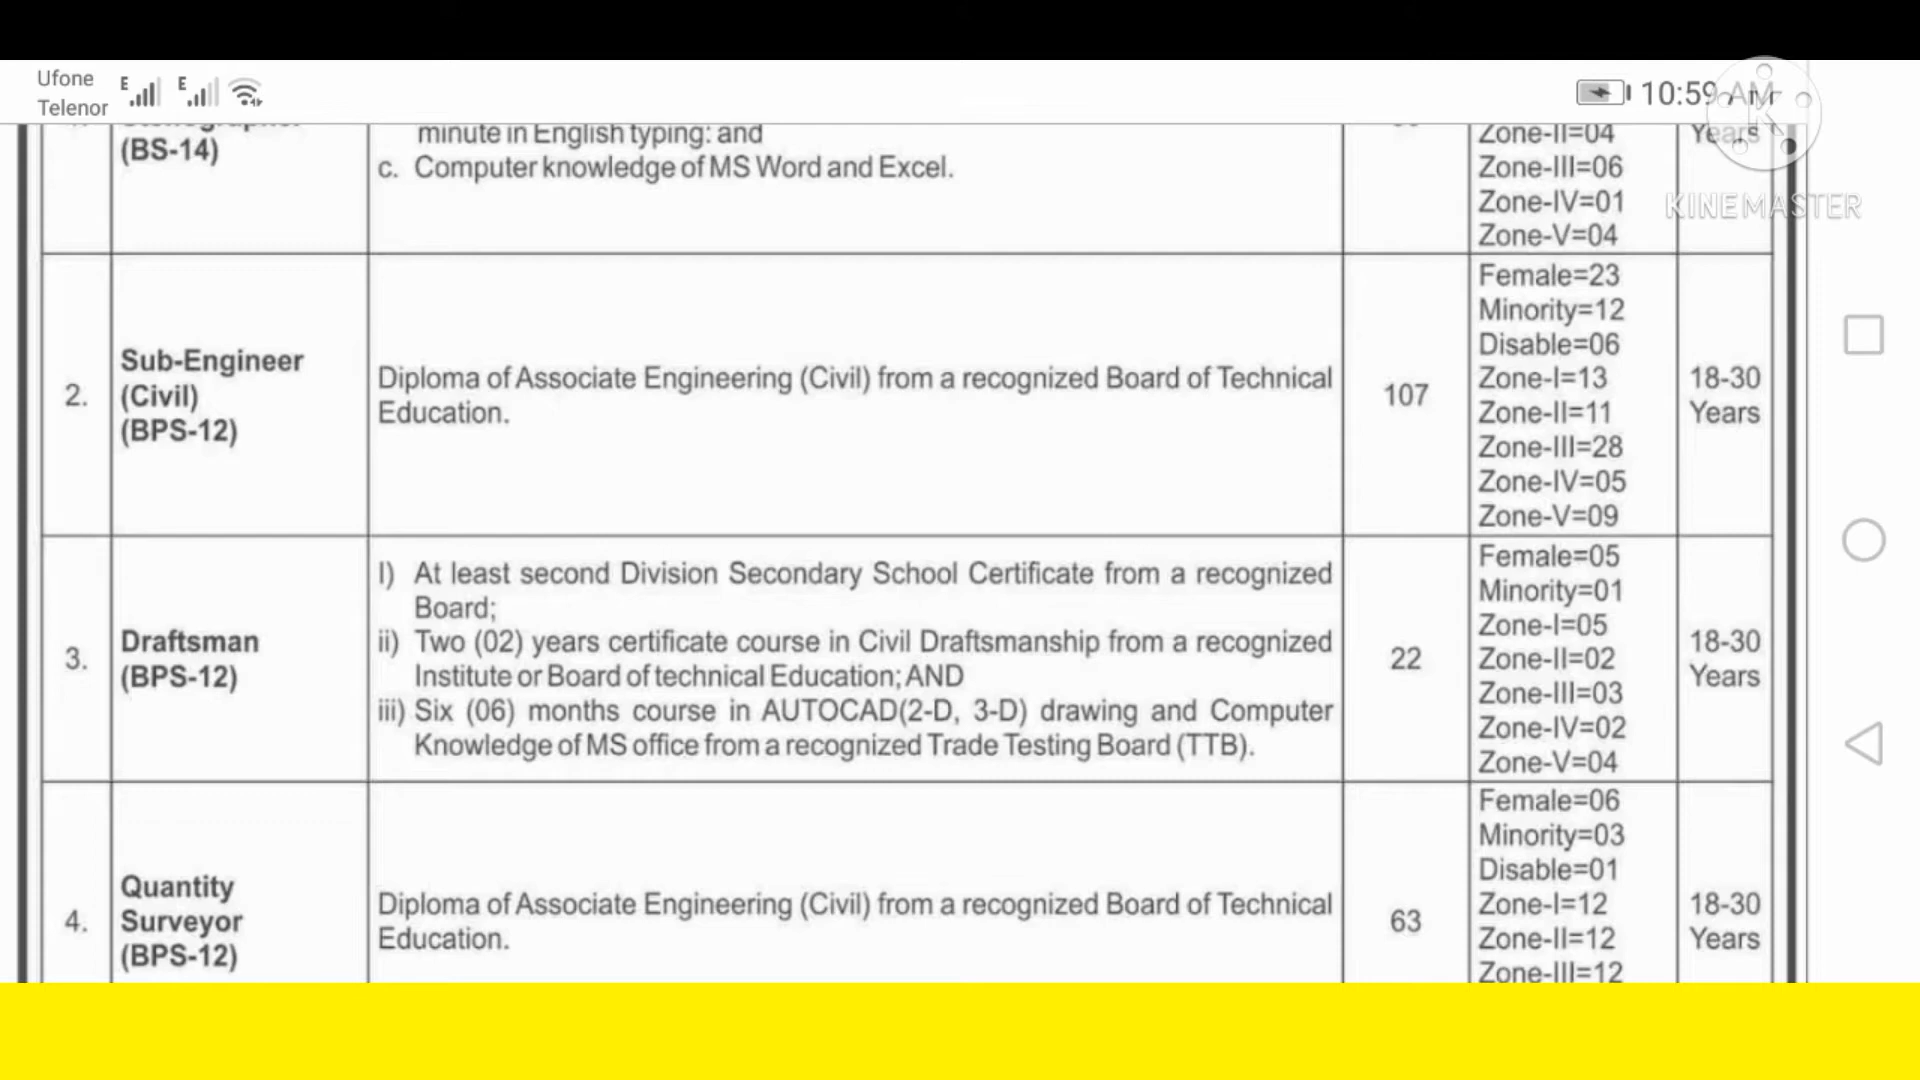 Ufone
Telenor
E
E
10:59 AM
KINEMASTER
(BS-14)
minute in English typing: and
c. Computer knowledge of MS Word and Excel.
Zone-II=04
Zone-III=06
Zone-IV=01
Zone-V=04
Years
2.
Sub-Engineer
(Civil)
(BPS-12)
Diploma of Associate Engineering (Civil) from a recognized Board of Technical
Education.
107
Female=23
Minority=12
Disable=06
Zone-I=13
Zone-II=11
Zone-III=28
Zone-IV=05
Zone-V=09
18-30
Years
3.
Draftsman
(BPS-12)
I) At least second Division Secondary School Certificate from a recognized
Board;
ii) Two (02) years certificate course in Civil Draftsmanship from a recognized
Institute or Board of technical Education; AND
iii) Six (06) months course in AUTOCAD(2-D, 3-D) drawing and Computer
Knowledge of MS office from a recognized Trade Testing Board (TTB).
22
Female=05
Minority=01
Zone-I=05
Zone-II=02
Zone-III=03
Zone-IV=02
Zone-V=04
18-30
Years
4.
Quantity
Surveyor
(BPS-12)
Diploma of Associate Engineering (Civil) from a recognized Board of Technical
Education.
63
Female=06
Minority=03
Disable=01
Zone-I=12
Zone-II=12
Zone-III=12
18-30
Years